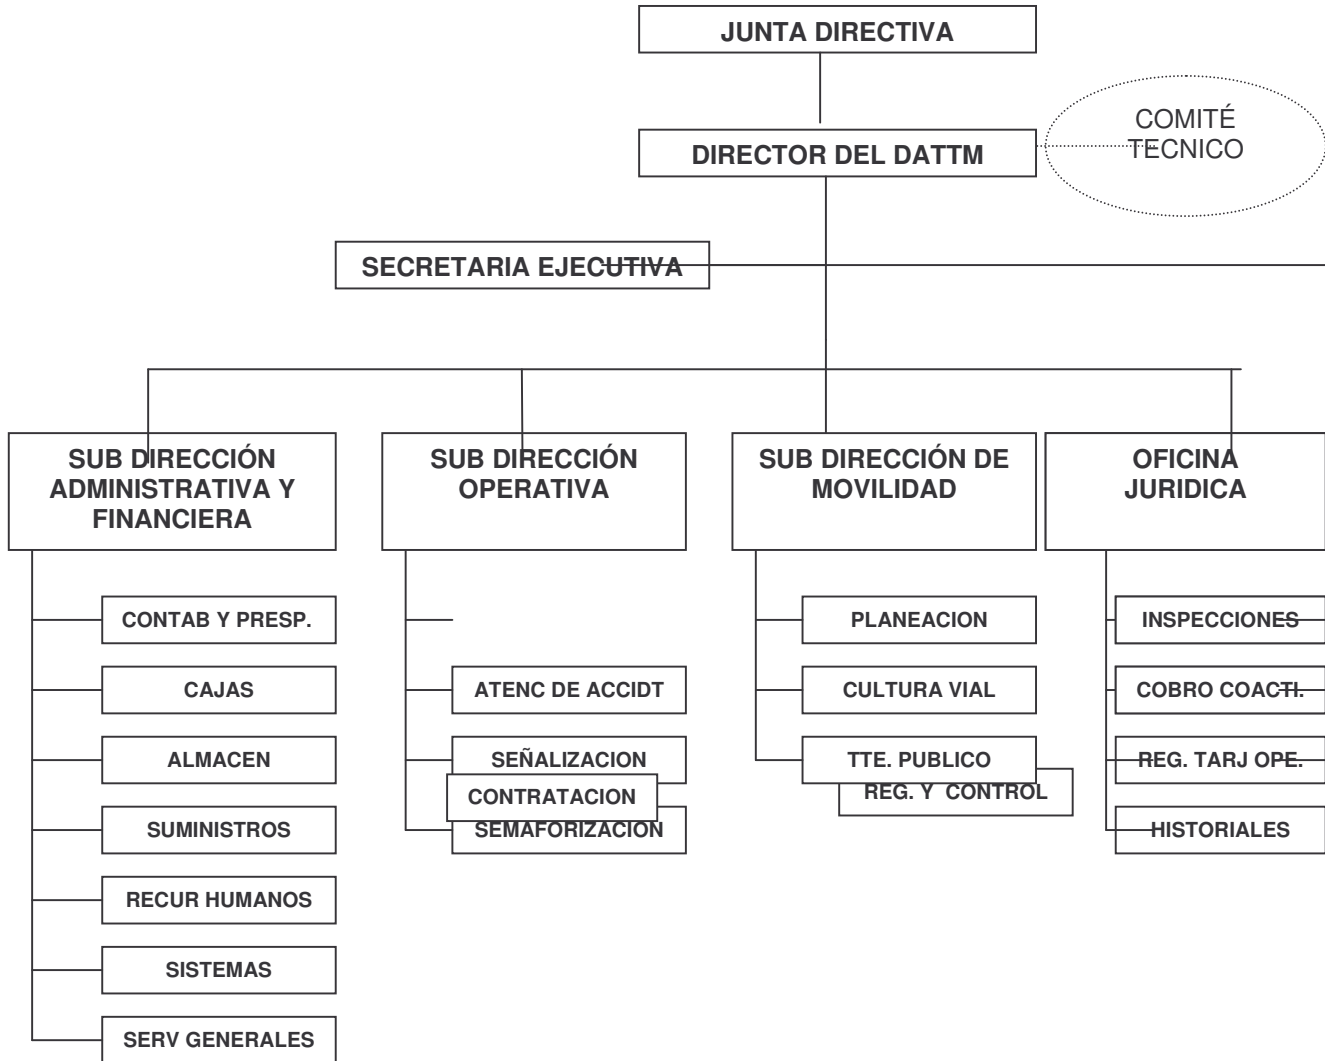 JUNTA DIRECTIVA
COMITÉ
TECNICO
DIRECTOR DEL DATTM
SECRETARIA EJECUTIVA
SUB DIRECCIÓN
ADMINISTRATIVA Y
FINANCIERA
SUB DIRECCIÓN
OPERATIVA
SUB DIRECCIÓN DE
MOVILIDAD
OFICINA
JURIDICA
CONTAB Y PRESP.
CAJAS
ALMACEN
SUMINISTROS
RECUR HUMANOS
SISTEMAS
SERV GENERALES
ATENC DE ACCIDT
SEÑALIZACION
CONTRATACION
SEMAFORIZACION
PLANEACION
CULTURA VIAL
TTE. PUBLICO
REG. Y CONTROL
INSPECCIONES
COBRO COACTI.
REG. TARJ OPE.
HISTORIALES